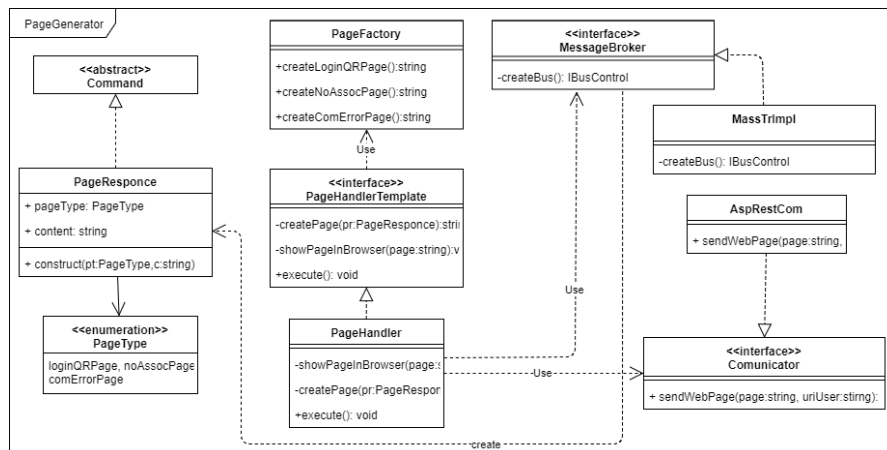 PageGenerator
<<abstract>>
Command
PageResponce
+ pageType: PageType
+ content: string
+ construct(pt:PageType,c:string)
<<enumeration>>
PageType
loginQRPage, noAssocPage
comErrorPage
PageFactory
+createLoginQRPage():string
+createNoAssocPage():string
+createComErrorPage():string
Use
<<interface>>
PageHandlerTemplate
-createPage(pr:PageResponce):strin
-showPageInBrowser(page:string):v
+execute(): void
PageHandler
-showPageInBrowser(page:s
-createPage(pr:PageRespon
+execute(): void
<<interface>>
MessageBroker
-createBus(): IBusControl
MassTrImpl
-createBus(): IBusControl
AspRestCom
+ sendWebPage(page:string,
Use
Use
<<interface>>
Comunicator
+ sendWebPage(page:string, uriUser:stirng):
create